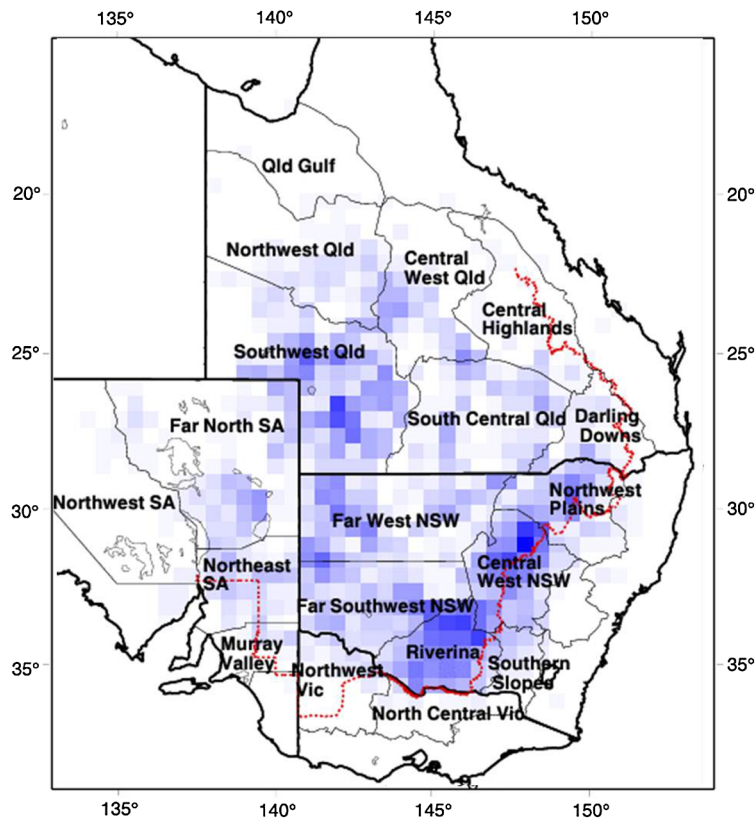 135° 140° 145° 150°
Qld Gulf
20° 20°
Northwest Qld
Central
West Qld
Central
Highlands
25° 25°
Southwest Qld
Far North SA
South Central Qld
Darling
Downs
Northwest SA
Northwest
Plains
30° 30°
Far West NSW
Northeast
SA
Central
West NSW
Far Southwest NSW
Murray
Valley
Riverina
Northwest
Vic
Southern
Slopes
35° 35°
North Central Vic
135° 140° 145° 150°